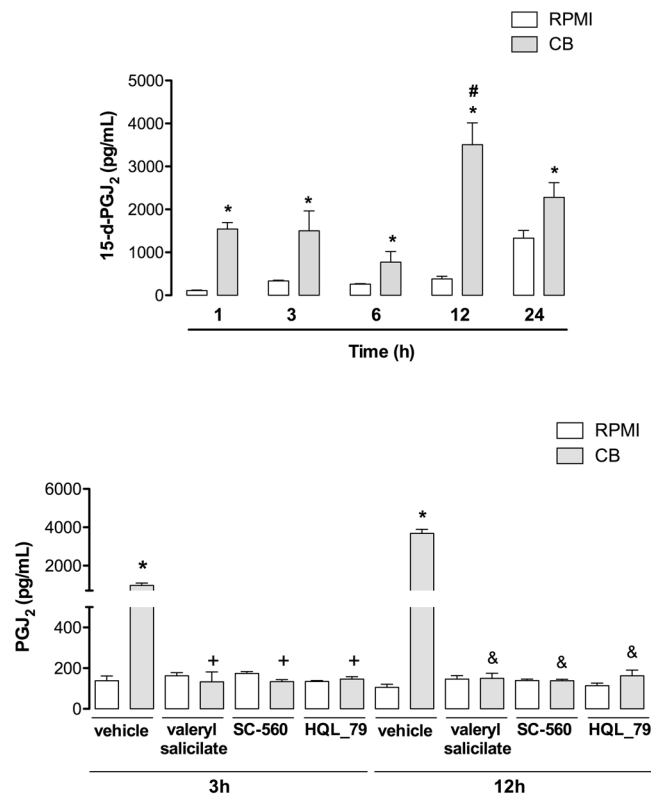 RPMI
CB
15-d-PGJ2 (pg/mL)
5000
4000
3000
2000
1000
0
*
*
*
#
*
*
1 3 6 12 24
Time (h)
RPMI
CB
PGJ2 (pg/mL)
6000
4000
2000
400
200
0
*
+ + +
*
& & &
vehicle valeryl salicilate SC-560 HQL_79 vehicle valeryl salicilate SC-560 HQL_79
3h 12h